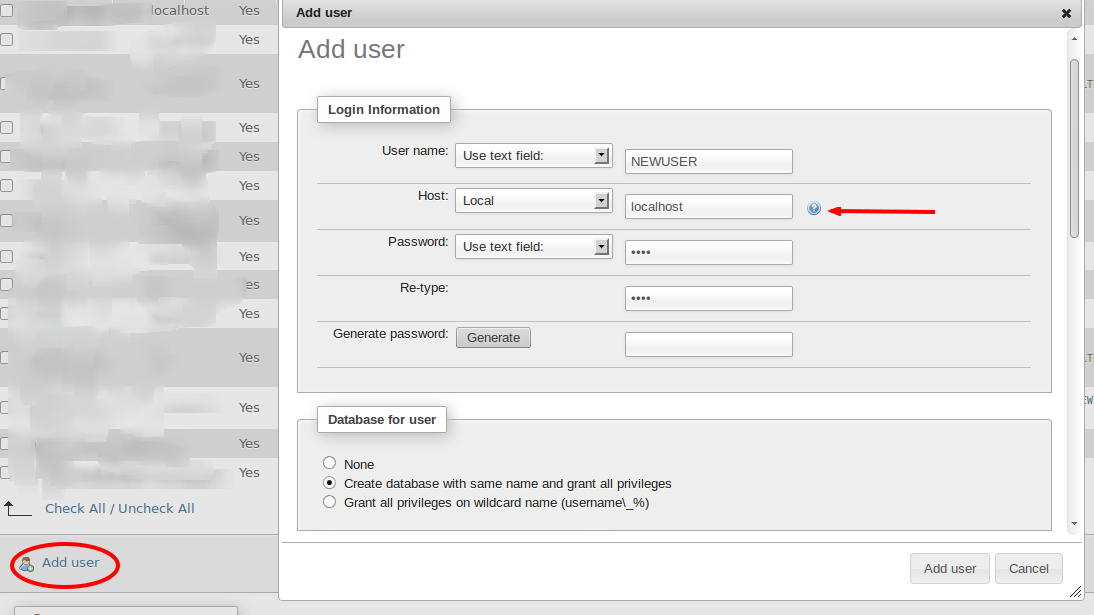 localhost Yes
Yes
Yes
Yes
Yes
Yes
Yes
Yes
es
Yes
Yes
Yes
Yes
Yes
Check All / Uncheck All
Add user
Add user
Add user
Login Information
User name: Use text field: NEWUSER
Host: Local localhost
Password: Use text field: ••••
Re-type: ••••
Generate password: Generate
Database for user
None
Create database with same name and grant all privileges
Grant all privileges on wildcard name (username\_%)
Add user Cancel
LT
LT
EW